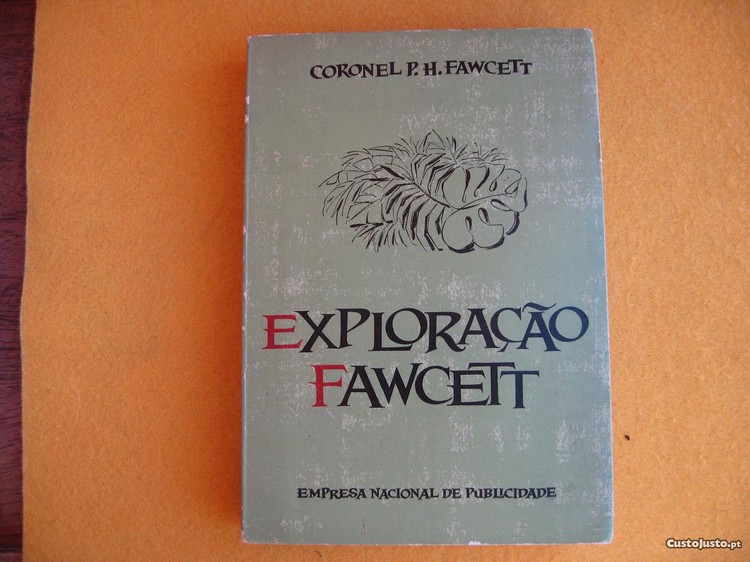 CORONEL P. H. FAWCETT
EXPLORAÇÃO
FAWCETT
EMPRESA NACIONAL DE PUBLICIDADE
CustoJusto.pt